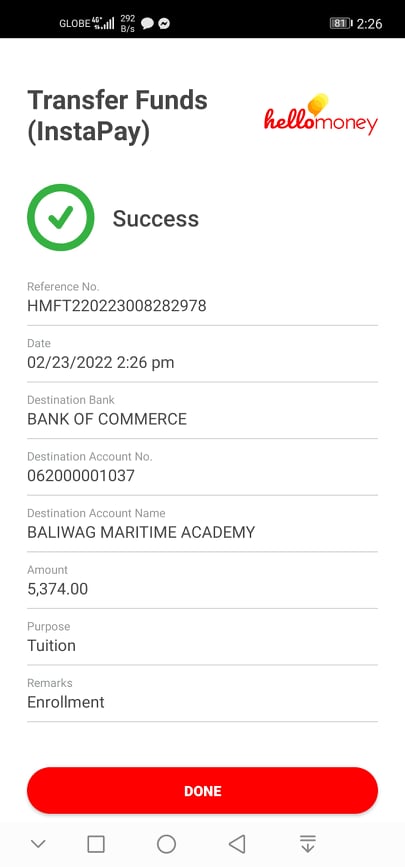 GLOBE 4G 292 B/s 81 2:26
Transfer Funds
(InstaPay)
hellomoney
Success
Reference No.
HMFT220223008282978
Date
02/23/2022 2:26 pm
Destination Bank
BANK OF COMMERCE
Destination Account No.
062000001037
Destination Account Name
BALIWAG MARITIME ACADEMY
Amount
5,374.00
Purpose
Tuition
Remarks
Enrollment
DONE